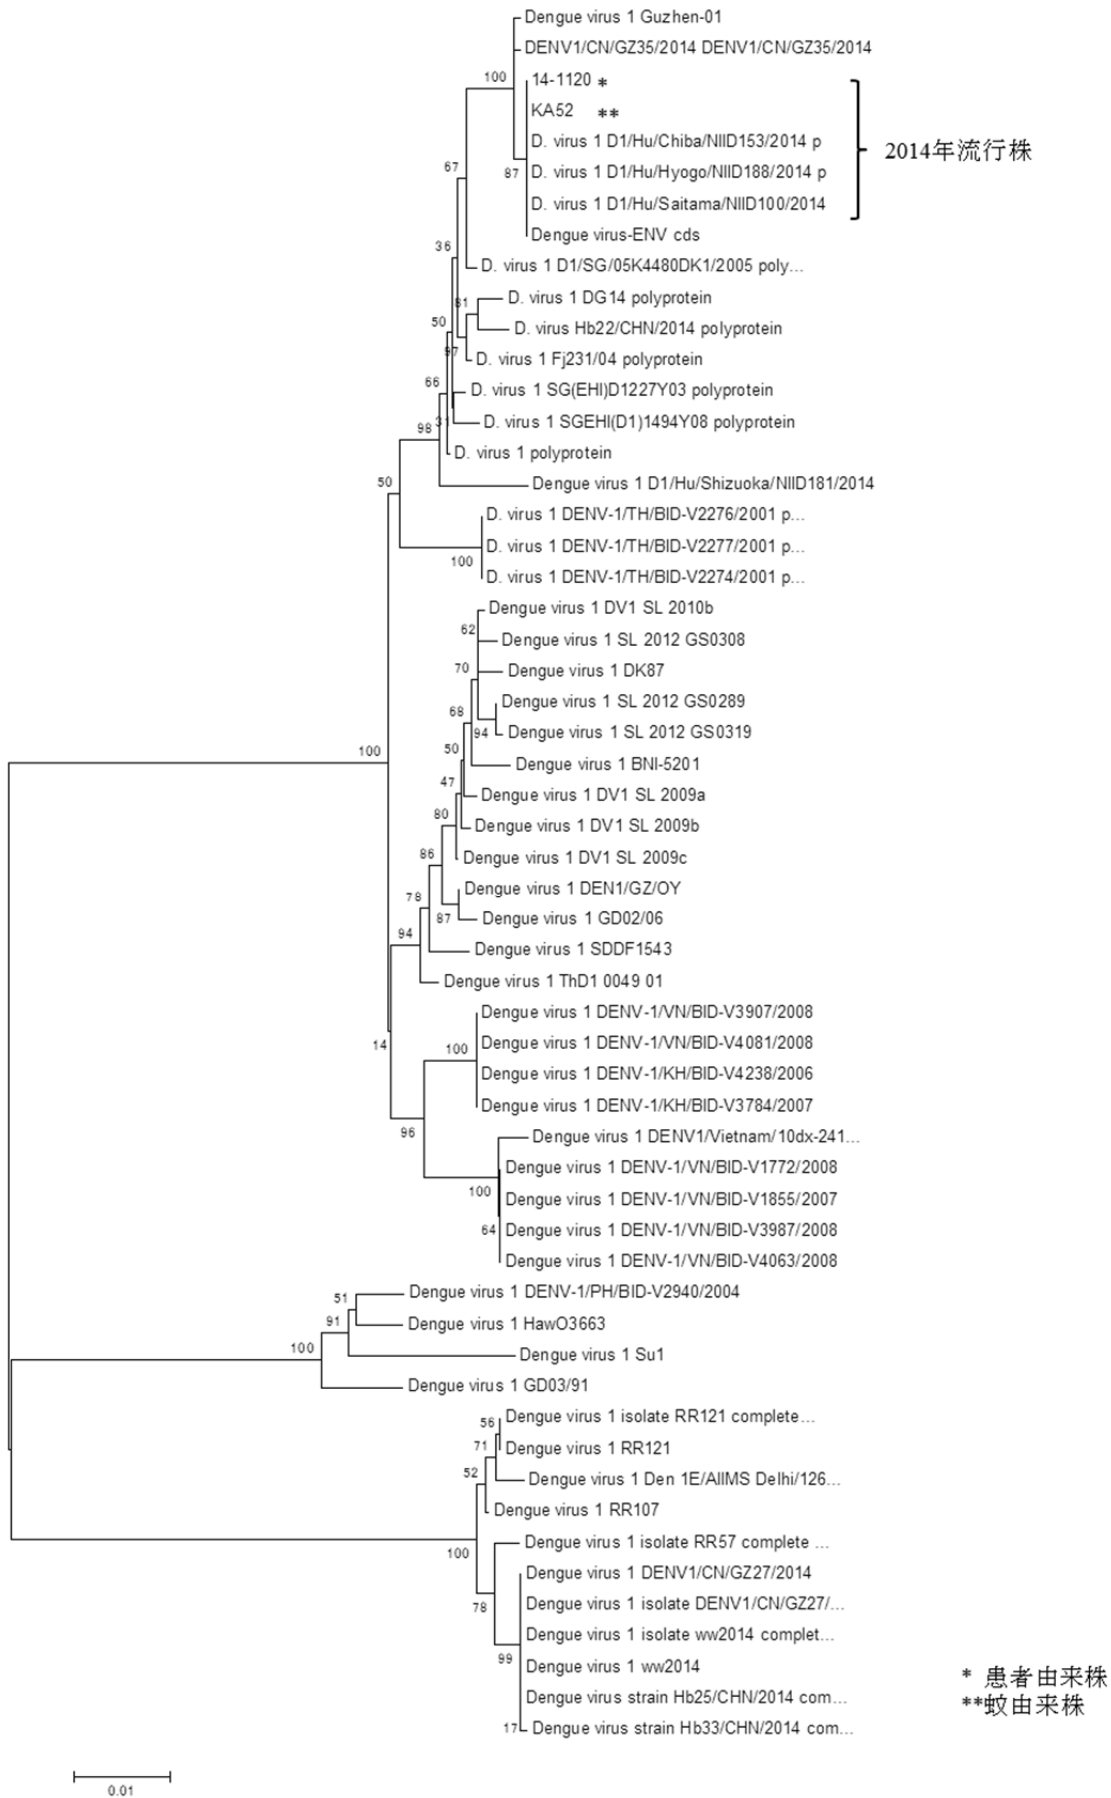 Dengue virus 1 Guzhen-01
DENV1/CN/GZ35/2014 DENV1/CN/GZ35/2014
100
14-1120 *
KA52 **
D. virus 1 D1/Hu/Chiba/NIID153/2014 p
2014年流行株
67
87
D. virus 1 D1/Hu/Hyogo/NIID188/2014 p
D. virus 1 D1/Hu/Saitama/NIID100/2014
Dengue virus-ENV cds
36
D. virus 1 D1/SG/05K4480DK1/2005 poly...
81
D. virus 1 DG14 polyprotein
50
D. virus Hb22/CHN/2014 polyprotein
97
D. virus 1 Fj231/04 polyprotein
66
D. virus 1 SG(EHI)D1227Y03 polyprotein
98
D. virus 1 SGEHI(D1)1494Y08 polyprotein
D. virus 1 polyprotein
50
Dengue virus 1 D1/Hu/Shizuoka/NIID181/2014
D. virus 1 DENV-1/TH/BID-V2276/2001 p...
D. virus 1 DENV-1/TH/BID-V2277/2001 p...
100
D. virus 1 DENV-1/TH/BID-V2274/2001 p...
Dengue virus 1 DV1 SL 2010b
62
Dengue virus 1 SL 2012 GS0308
70
Dengue virus 1 DK87
Dengue virus 1 SL 2012 GS0289
68
94
Dengue virus 1 SL 2012 GS0319
50
100
Dengue virus 1 BNI-5201
47
Dengue virus 1 DV1 SL 2009a
80
Dengue virus 1 DV1 SL 2009b
86
Dengue virus 1 DV1 SL 2009c
78
Dengue virus 1 DEN1/GZ/OY
87
Dengue virus 1 GD02/06
94
Dengue virus 1 SDDF1543
Dengue virus 1 ThD1 0049 01
Dengue virus 1 DENV-1/VN/BID-V3907/2008
14
100
Dengue virus 1 DENV-1/VN/BID-V4081/2008
Dengue virus 1 DENV-1/KH/BID-V4238/2006
Dengue virus 1 DENV-1/KH/BID-V3784/2007
96
Dengue virus 1 DENV1/Vietnam/10dx-241...
Dengue virus 1 DENV-1/VN/BID-V1772/2008
100
Dengue virus 1 DENV-1/VN/BID-V1855/2007
64
Dengue virus 1 DENV-1/VN/BID-V3987/2008
Dengue virus 1 DENV-1/VN/BID-V4063/2008
51
Dengue virus 1 DENV-1/PH/BID-V2940/2004
91
Dengue virus 1 HawO3663
100
Dengue virus 1 Su1
Dengue virus 1 GD03/91
56
Dengue virus 1 isolate RR121 complete...
71
Dengue virus 1 RR121
52
Dengue virus 1 Den 1E/AIIMS Delhi/126...
Dengue virus 1 RR107
100
Dengue virus 1 isolate RR57 complete ...
Dengue virus 1 DENV1/CN/GZ27/2014
78
Dengue virus 1 isolate DENV1/CN/GZ27/...
Dengue virus 1 isolate ww2014 complet...
99
Dengue virus 1 ww2014
Dengue virus strain Hb25/CHN/2014 com...
17
Dengue virus strain Hb33/CHN/2014 com...
* 患者由来株
**蚊由来株
0.01